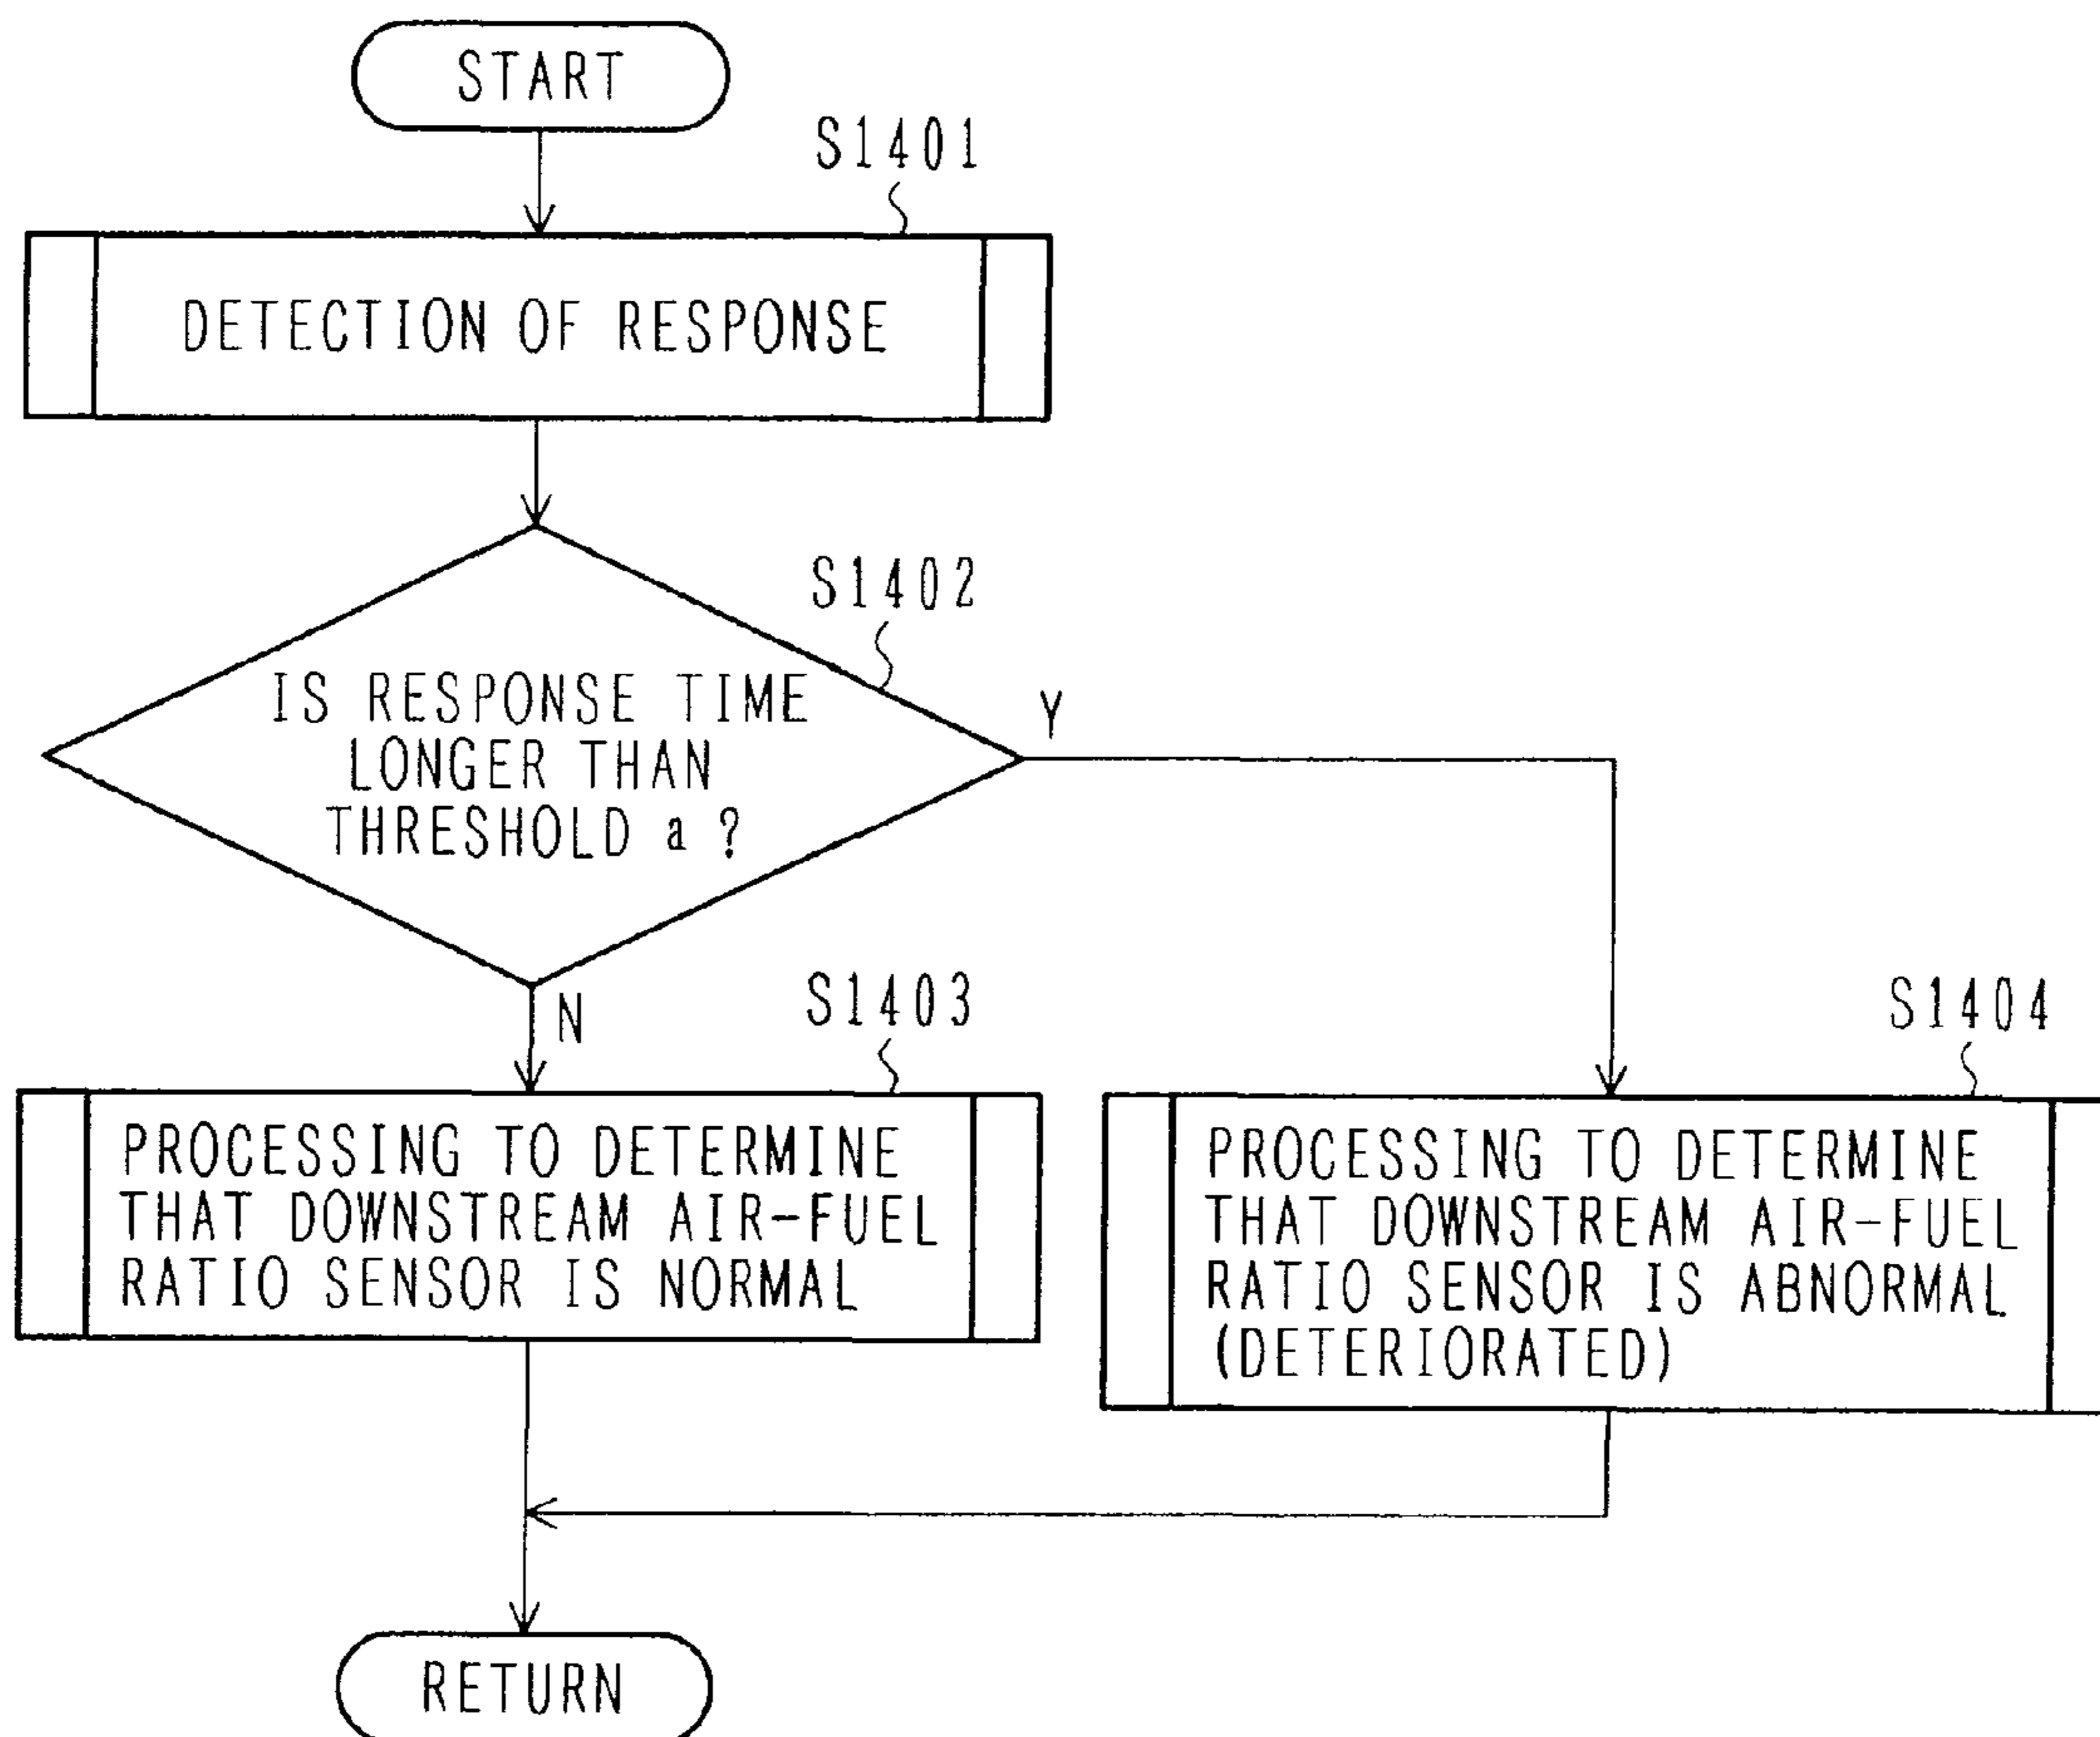 START
S1401
DETECTION OF RESPONSE
S1402
IS RESPONSE TIME
LONGER THAN
THRESHOLD a ?
Y
N
S1403
PROCESSING TO DETERMINE
THAT DOWNSTREAM AIR-FUEL
RATIO SENSOR IS NORMAL
S1404
PROCESSING TO DETERMINE
THAT DOWNSTREAM AIR-FUEL
RATIO SENSOR IS ABNORMAL
(DETERIORATED)
RETURN